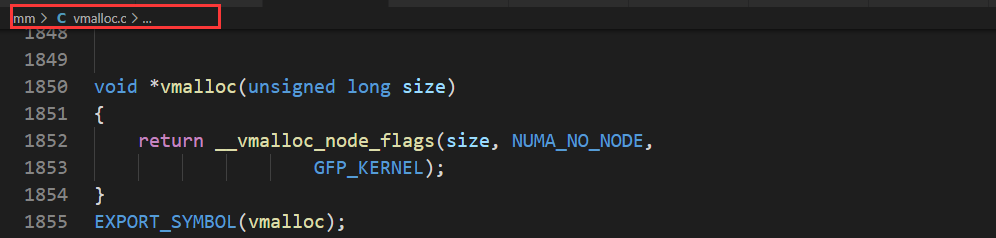 mm > C vmalloc.c > ...
1848
1849
1850 void *vmalloc(unsigned long size)
1851 {
1852 return __vmalloc_node_flags(size, NUMA_NO_NODE,
1853 GFP_KERNEL);
1854 }
1855 EXPORT_SYMBOL(vmalloc);